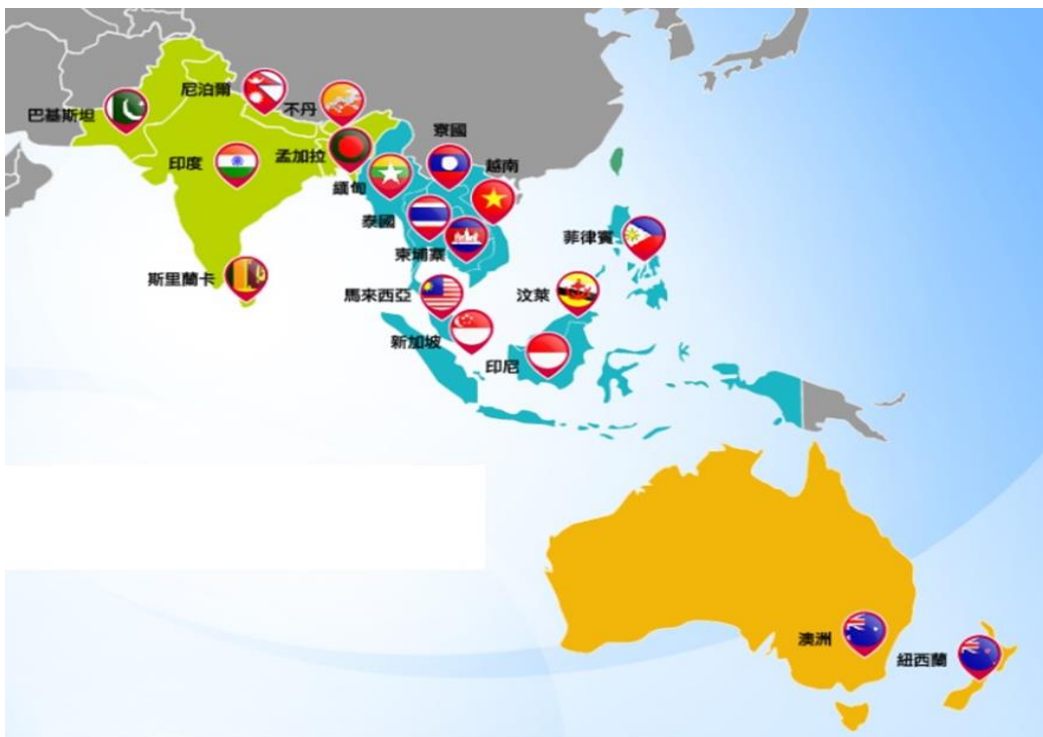 尼泊爾
不丹
巴基斯坦
印度
孟加拉
緬甸
寮國
越南
泰國
柬埔寨
菲律賓
斯里蘭卡
馬來西亞
汶萊
新加坡
印尼
澳洲
紐西蘭